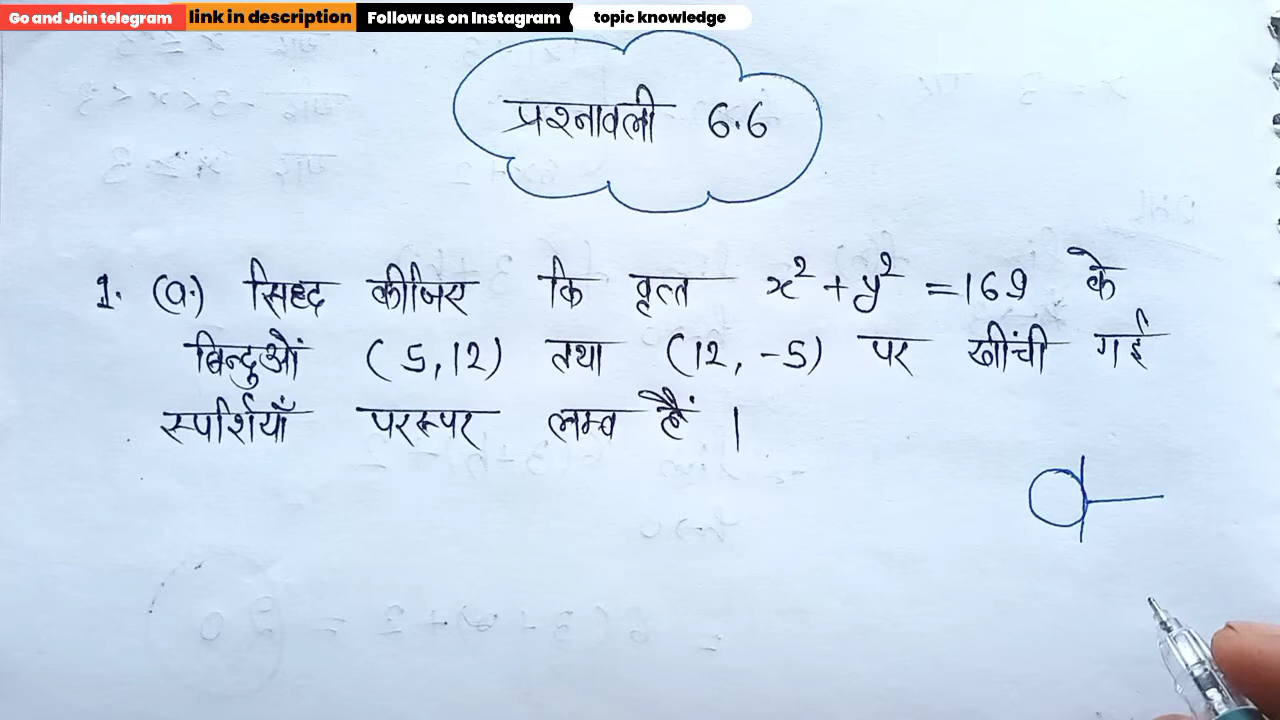 Go and Join telegram link in description Follow us on Instagram topic knowledge
प्रश्नावली 6.6
1. (a.) सिद्ध कीजिए कि वृत्त x² + y² = 169 के
बिन्दुओं (5, 12) तथा (12, -5) पर खींची गई
स्पर्शियाँ परस्पर लम्ब हैं ।